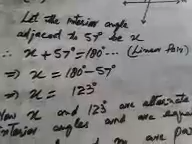 Let the interior angle
adjacent to 57° be x
∴ x + 57° = 180° ... (Linear Pair)
⇒ x = 180° - 57°
⇒ x = 123°
Now x and 123° are alternate
interior angles and are equal
are